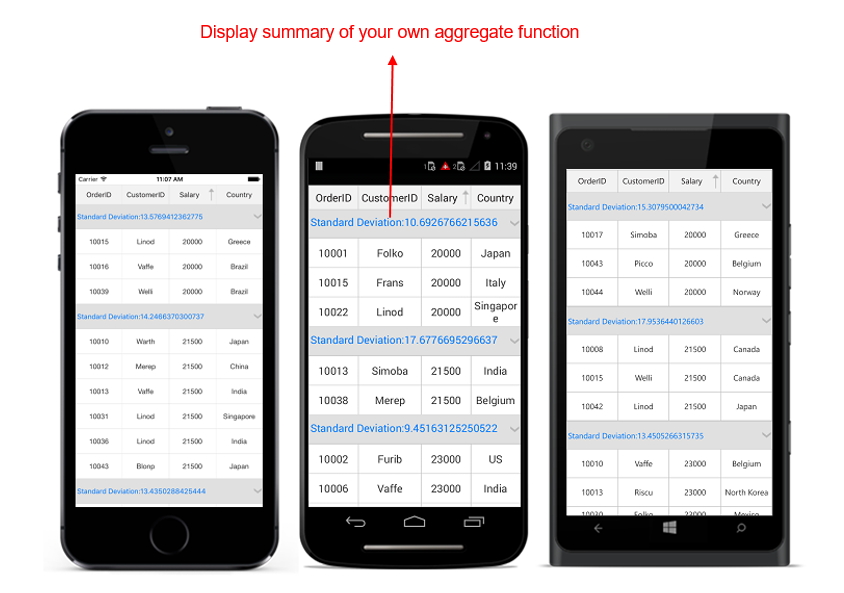 Display summary of your own aggregate function
Carrier 11:07 AM
OrderID CustomerID Salary Country
Standard Deviation:13.5769412362775
10015 Linod 20000 Greece
10016 Vaffe 20000 Brazil
10039 Welli 20000 Brazil
Standard Deviation:14.2466370300737
10010 Warth 21500 Japan
10012 Merep 21500 China
10013 Vaffe 21500 India
10031 Linod 21500 Singapore
10036 Linod 21500 India
10043 Blonp 21500 Japan
Standard Deviation:13.4350288425444
11:39
OrderID CustomerID Salary Country
Standard Deviation:10.6926766215636
10001 Folko 20000 Japan
10015 Frans 20000 Italy
10022 Linod 20000 Singapor
e
Standard Deviation:17.6776695296637
10013 Simoba 21500 India
10038 Merep 21500 Belgium
Standard Deviation:9.45163125250522
10002 Furib 23000 US
10006 Vaffe 23000 India
OrderID CustomerID Salary Country
Standard Deviation:15.3079500042734
10017 Simoba 20000 Greece
10043 Picco 20000 Belgium
10044 Welli 20000 Norway
Standard Deviation:17.9536440126603
10008 Linod 21500 Canada
10015 Welli 21500 Canada
10042 Linod 21500 Japan
Standard Deviation:13.4505266315735
10010 Vaffe 23000 Belgium
10013 Riscu 23000 North Korea
10030 Folko 23000 Mexico